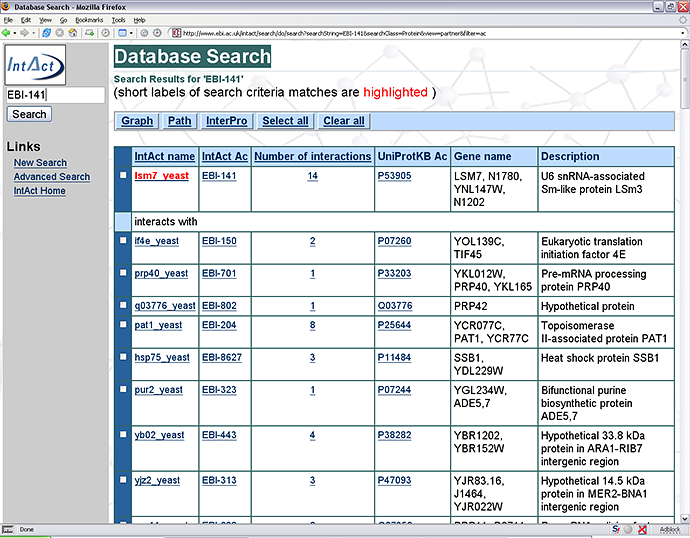 Database Search - Mozilla Firefox
File Edit View Go Bookmarks Tools Help
http://www.ebi.ac.uk/intact/search/do/search?searchString=EBI-141&searchClass=Protein&view=partner&filter=ac
IntAct
EBI-141
Search
Links
New Search
Advanced Search
IntAct Home
Database Search
Search Results for 'EBI-141'
(short labels of search criteria matches are highlighted )
Graph Path InterPro Select all Clear all
IntAct name IntAct Ac Number of interactions UniProtKB Ac Gene name Description
lsm7_yeast EBI-141 14 P53905 LSM7, N1780, U6 snRNA-associated
YNL147W, Sm-like protein LSm3
N1202
interacts with
if4e_yeast EBI-150 2 P07260 YOL139C, Eukaryotic translation
TIF45 initiation factor 4E
prp40_yeast EBI-701 1 P33203 YKL012W, Pre-mRNA processing
PRP40, YKL165 protein PRP40
q03776_yeast EBI-802 1 Q03776 PRP42 Hypothetical protein
pat1_yeast EBI-204 8 P25644 YCR077C, Topoisomerase
PAT1, YCR77C II-associated protein PAT1
hsp75_yeast EBI-8627 3 P11484 SSB1, Heat shock protein SSB1
YDL229W
pur2_yeast EBI-323 1 P07244 YGL234W, Bifunctional purine
ADE5,7 biosynthetic protein
ADE5,7
yb02_yeast EBI-443 4 P38282 YBR1202, Hypothetical 33.8 kDa
YBR152W protein in ARA1-RIB7
intergenic region
yjz2_yeast EBI-313 3 P47093 YJR83.16, Hypothetical 14.5 kDa
J1464, protein in MER2-BNA1
YJR022W intergenic region
Done Adblock